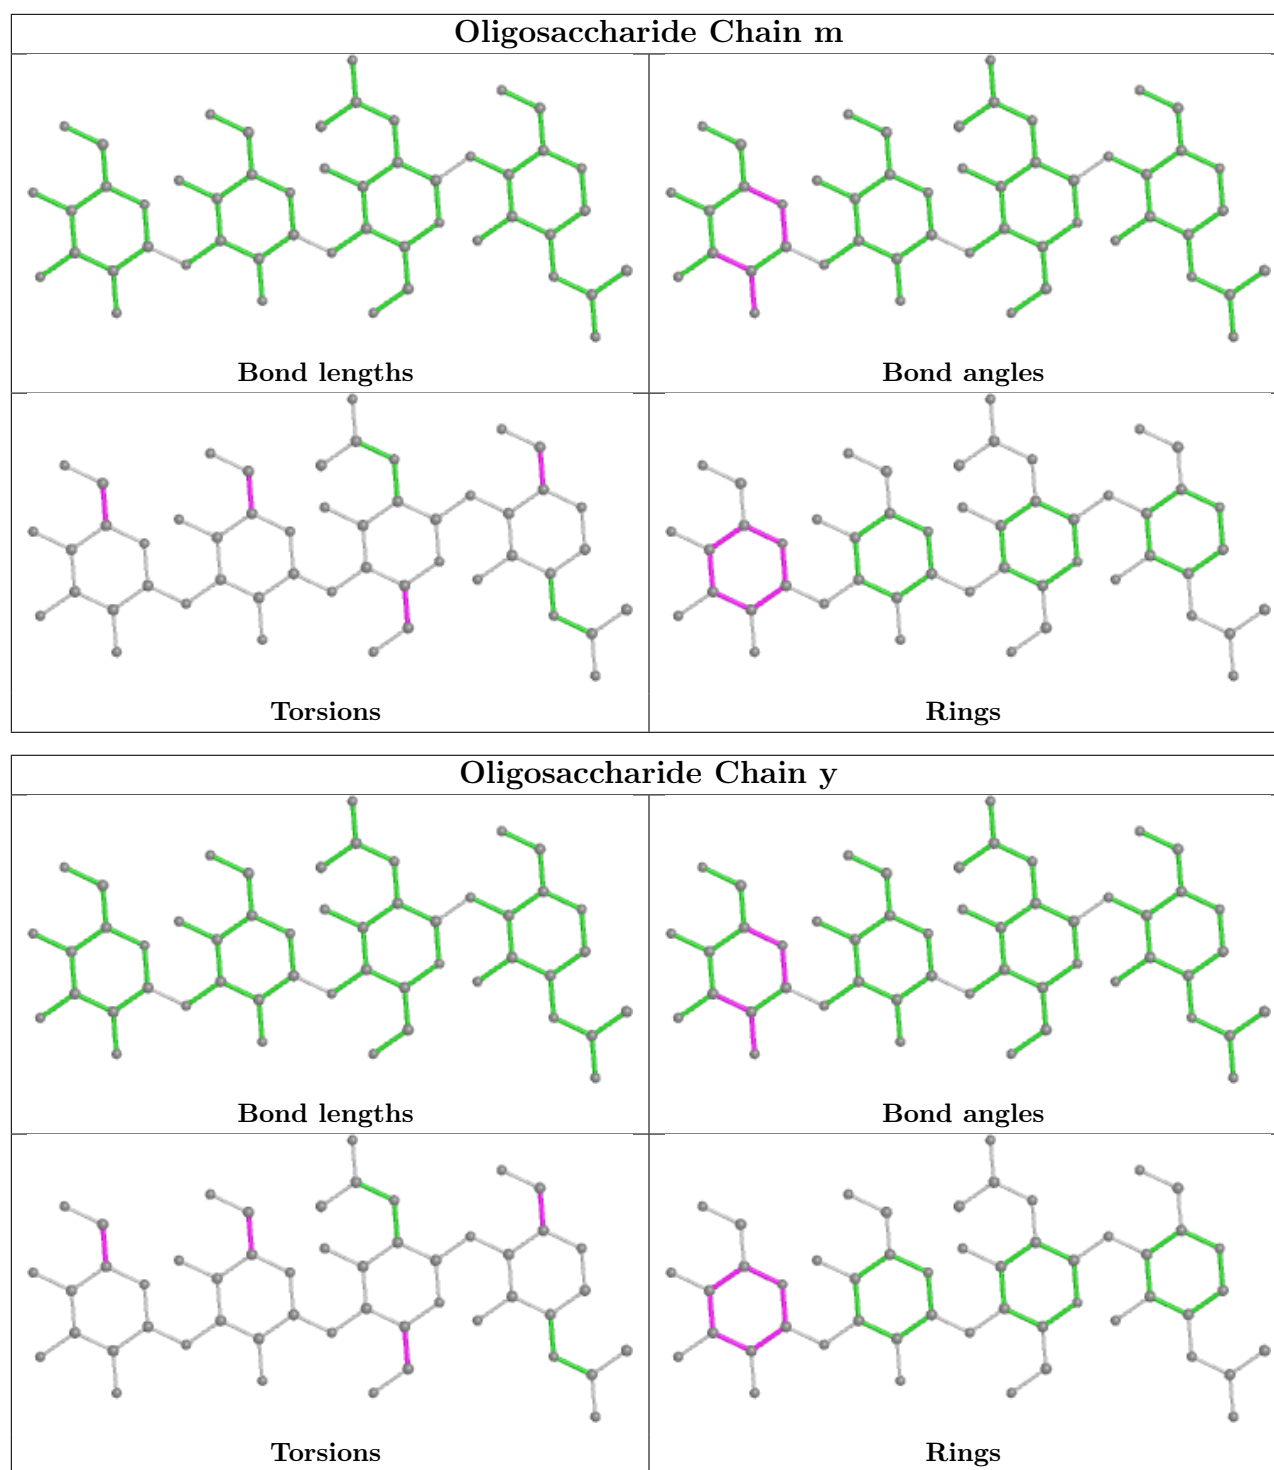 Oligosaccharide Chain m
Bond lengths
Bond angles
Torsions
Rings
Oligosaccharide Chain y
Bond lengths
Bond angles
Torsions
Rings